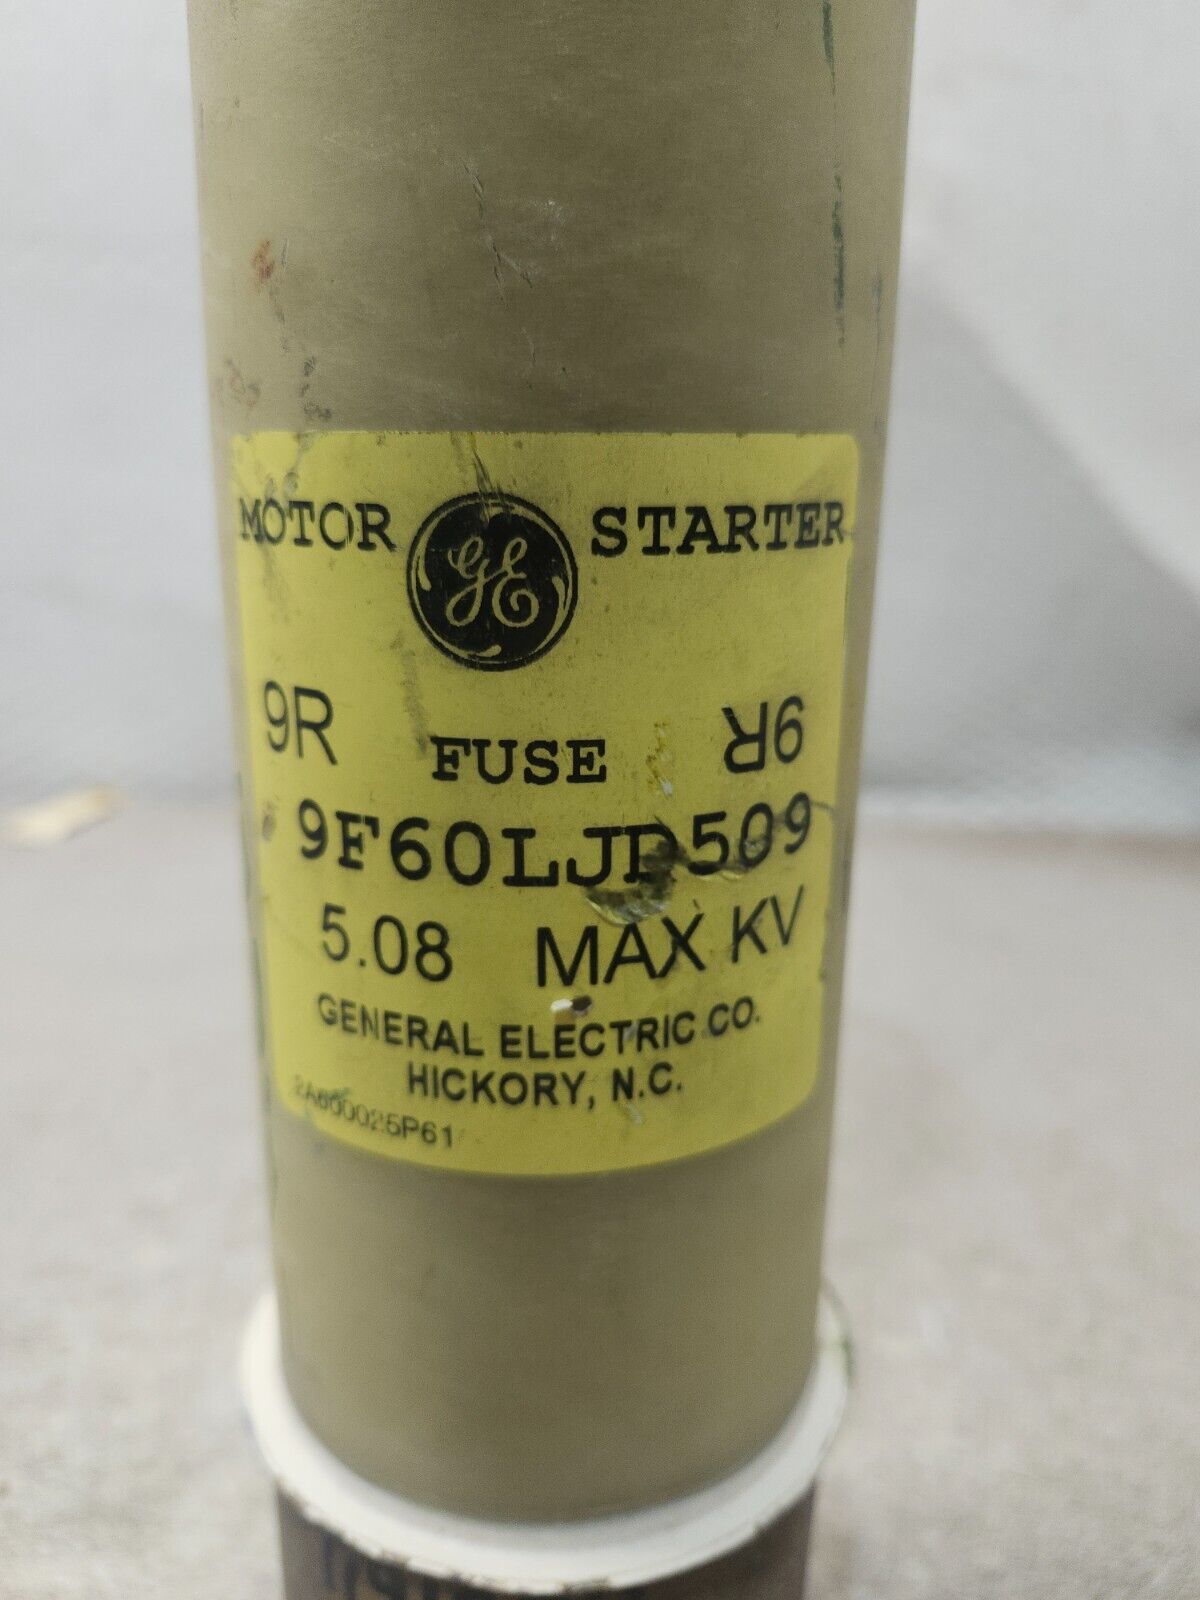 MOTOR GE STARTER
9R 9R
FUSE
9F60LJD509
5.08 MAX KV
GENERAL ELECTRIC CO.
HICKORY, N.C.